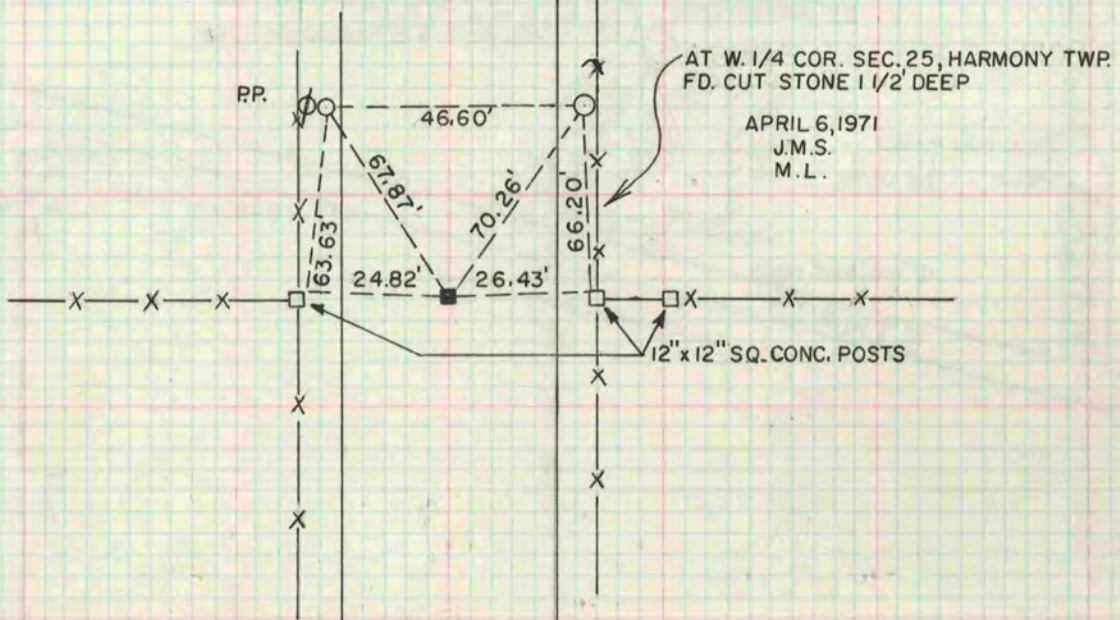 AT W. 1/4 COR. SEC. 25, HARMONY TWP.
FD. CUT STONE 1 1/2' DEEP
P.P.
46.60'
APRIL 6, 1971
J.M.S.
M.L.
67.87'
70.26'
66.20'
63.63'
24.82'
26.43'
12" x 12" SQ. CONC. POSTS